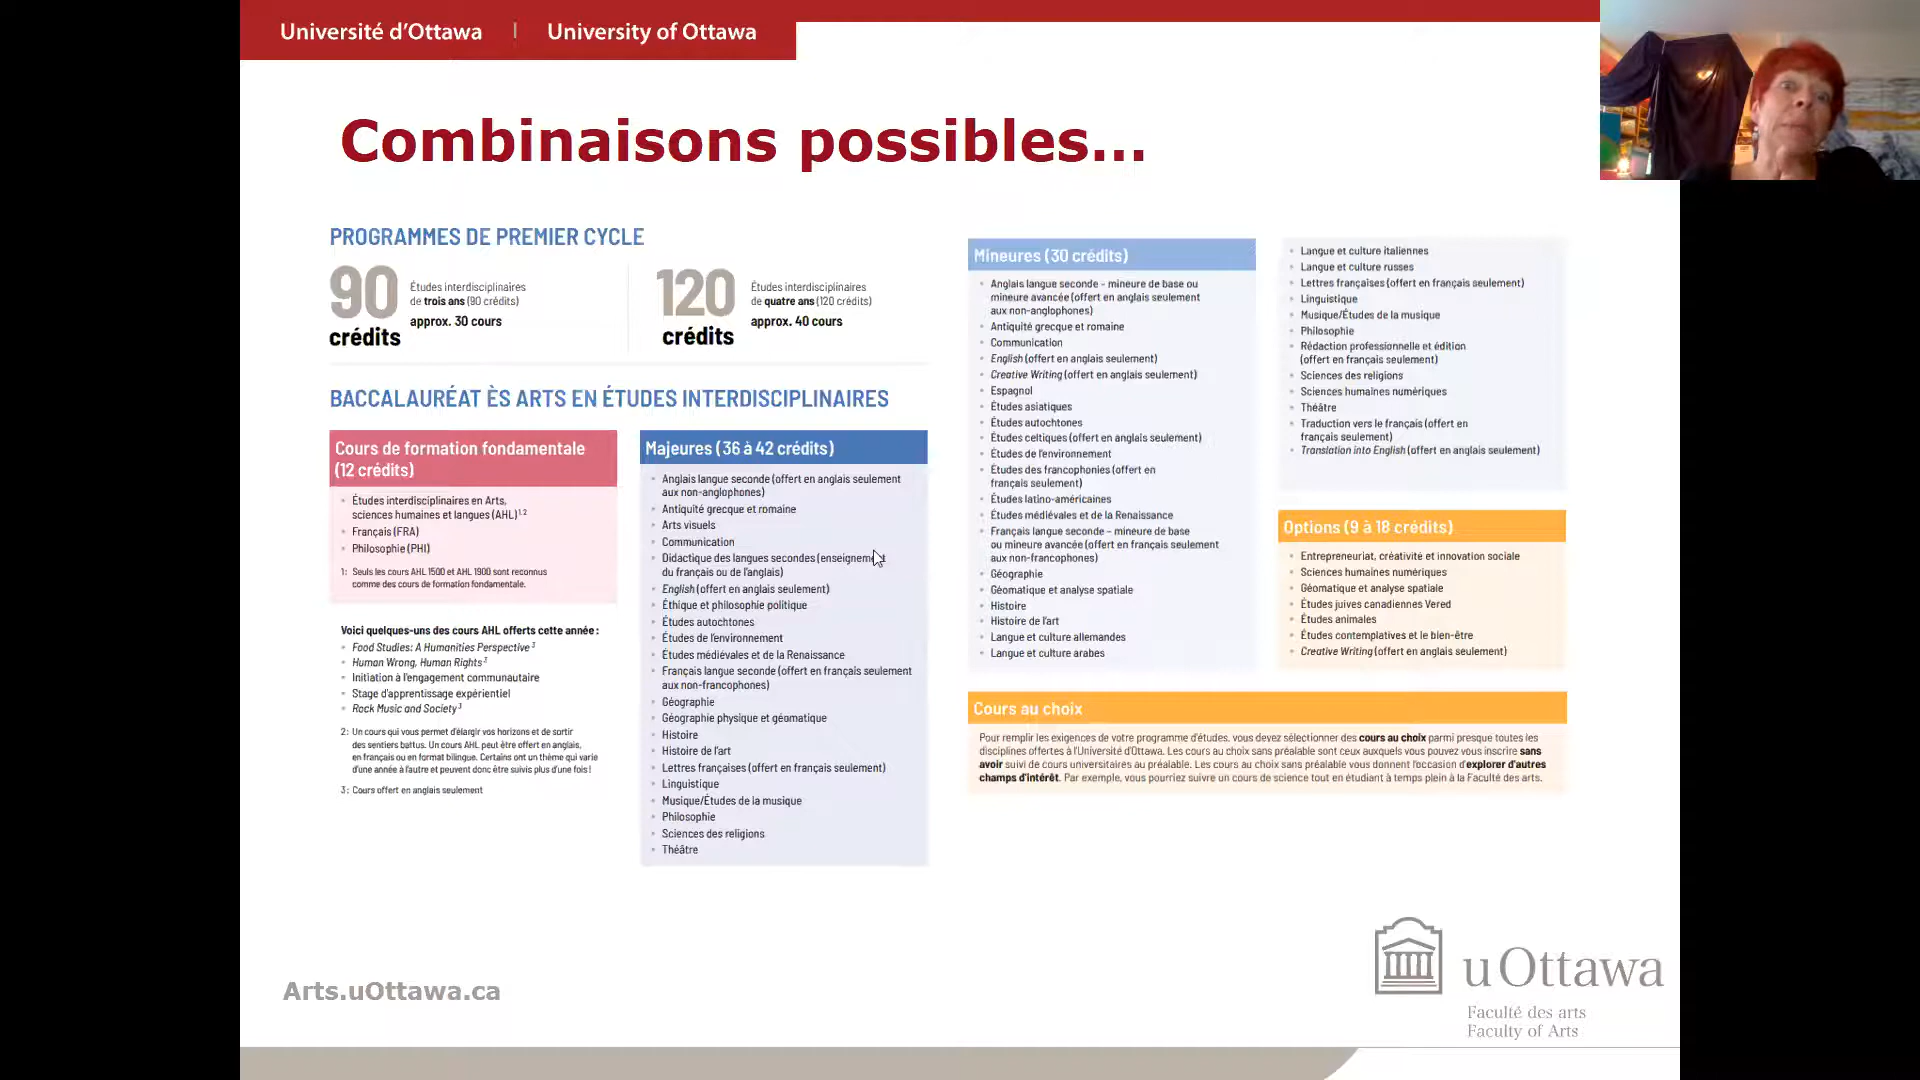 Université d'Ottawa | University of Ottawa
Combinaisons possibles...
PROGRAMMES DE PREMIER CYCLE
90
crédits
Études interdisciplinaires
de trois ans (90 crédits)
approx. 30 cours
120
crédits
Études interdisciplinaires
de quatre ans (120 crédits)
approx. 40 cours
BACCALAURÉAT ÈS ARTS EN ÉTUDES INTERDISCIPLINAIRES
Cours de formation fondamentale
(12 crédits)
Études interdisciplinaires en Arts,
sciences humaines et langues (AHL) 1,2
Français (FRA)
Philosophie (PHI)
1: Seuls les cours AHL 1500 et AHL 1900 sont reconnus
comme des cours de formation fondamentale.
Voici quelques-uns des cours AHL offerts cette année :
Food Studies: A Humanities Perspective 3
Human Wrong, Human Rights 3
Initiation à l'engagement communautaire
Stage d'apprentissage expérientiel
Rock Music and Society 3
2: Un cours qui vous permet d'élargir vos horizons et de sortir
des sentiers battus. Un cours AHL peut être offert en anglais,
en français ou en format bilingue. Certains ont un thème qui varie
d'une année à l'autre et peuvent donc être suivis plus d'une fois !
3: Cours offert en anglais seulement
Majeures (36 à 42 crédits)
Anglais langue seconde (offert en anglais seulement
aux non-anglophones)
Antiquité grecque et romaine
Arts visuels
Communication
Didactique des langues secondes (enseignement
du français ou de l'anglais)
English (offert en anglais seulement)
Éthique et philosophie politique
Études autochtones
Études de l'environnement
Études médiévales et de la Renaissance
Français langue seconde (offert en français seulement
aux non-francophones)
Géographie
Géographie physique et géomatique
Histoire
Histoire de l'art
Lettres françaises (offert en français seulement)
Linguistique
Musique/Études de la musique
Philosophie
Sciences des religions
Théâtre
Mineures (30 crédits)
Anglais langue seconde – mineure de base ou
mineure avancée (offert en anglais seulement
aux non-anglophones)
Antiquité grecque et romaine
Communication
English (offert en anglais seulement)
Creative Writing (offert en anglais seulement)
Espagnol
Études asiatiques
Études autochtones
Études celtiques (offert en anglais seulement)
Études de l'environnement
Études des francophonies (offert en
français seulement)
Études latino-américaines
Études médiévales et de la Renaissance
Français langue seconde – mineure de base
ou mineure avancée (offert en français seulement
aux non-francophones)
Géographie
Géomatique et analyse spatiale
Histoire
Histoire de l'art
Langue et culture allemandes
Langue et culture arabes
Langue et culture italiennes
Langue et culture russes
Lettres françaises (offert en français seulement)
Linguistique
Musique/Études de la musique
Philosophie
Rédaction professionnelle et édition
(offert en français seulement)
Sciences des religions
Sciences humaines numériques
Théâtre
Traduction vers le français (offert en
français seulement)
Translation into English (offert en anglais seulement)
Options (9 à 18 crédits)
Entrepreneuriat, créativité et innovation sociale
Sciences humaines numériques
Géomatique et analyse spatiale
Études juives canadiennes Vered
Études animales
Études contemplatives et le bien-être
Creative Writing (offert en anglais seulement)
Cours au choix
Pour remplir les exigences de votre programme d'études, vous devez sélectionner des cours au choix parmi presque toutes les
disciplines offertes à l'Université d'Ottawa. Les cours au choix sans préalable sont ceux auxquels vous pouvez vous inscrire sans
avoir suivi de cours universitaires au préalable. Les cours au choix sans préalable vous donnent l'occasion d'explorer d'autres
champs d'intérêt. Par exemple, vous pourriez suivre un cours de science tout en étudiant à temps plein à la Faculté des arts.
Arts.uOttawa.ca
uOttawa
Faculté des arts
Faculty of Arts